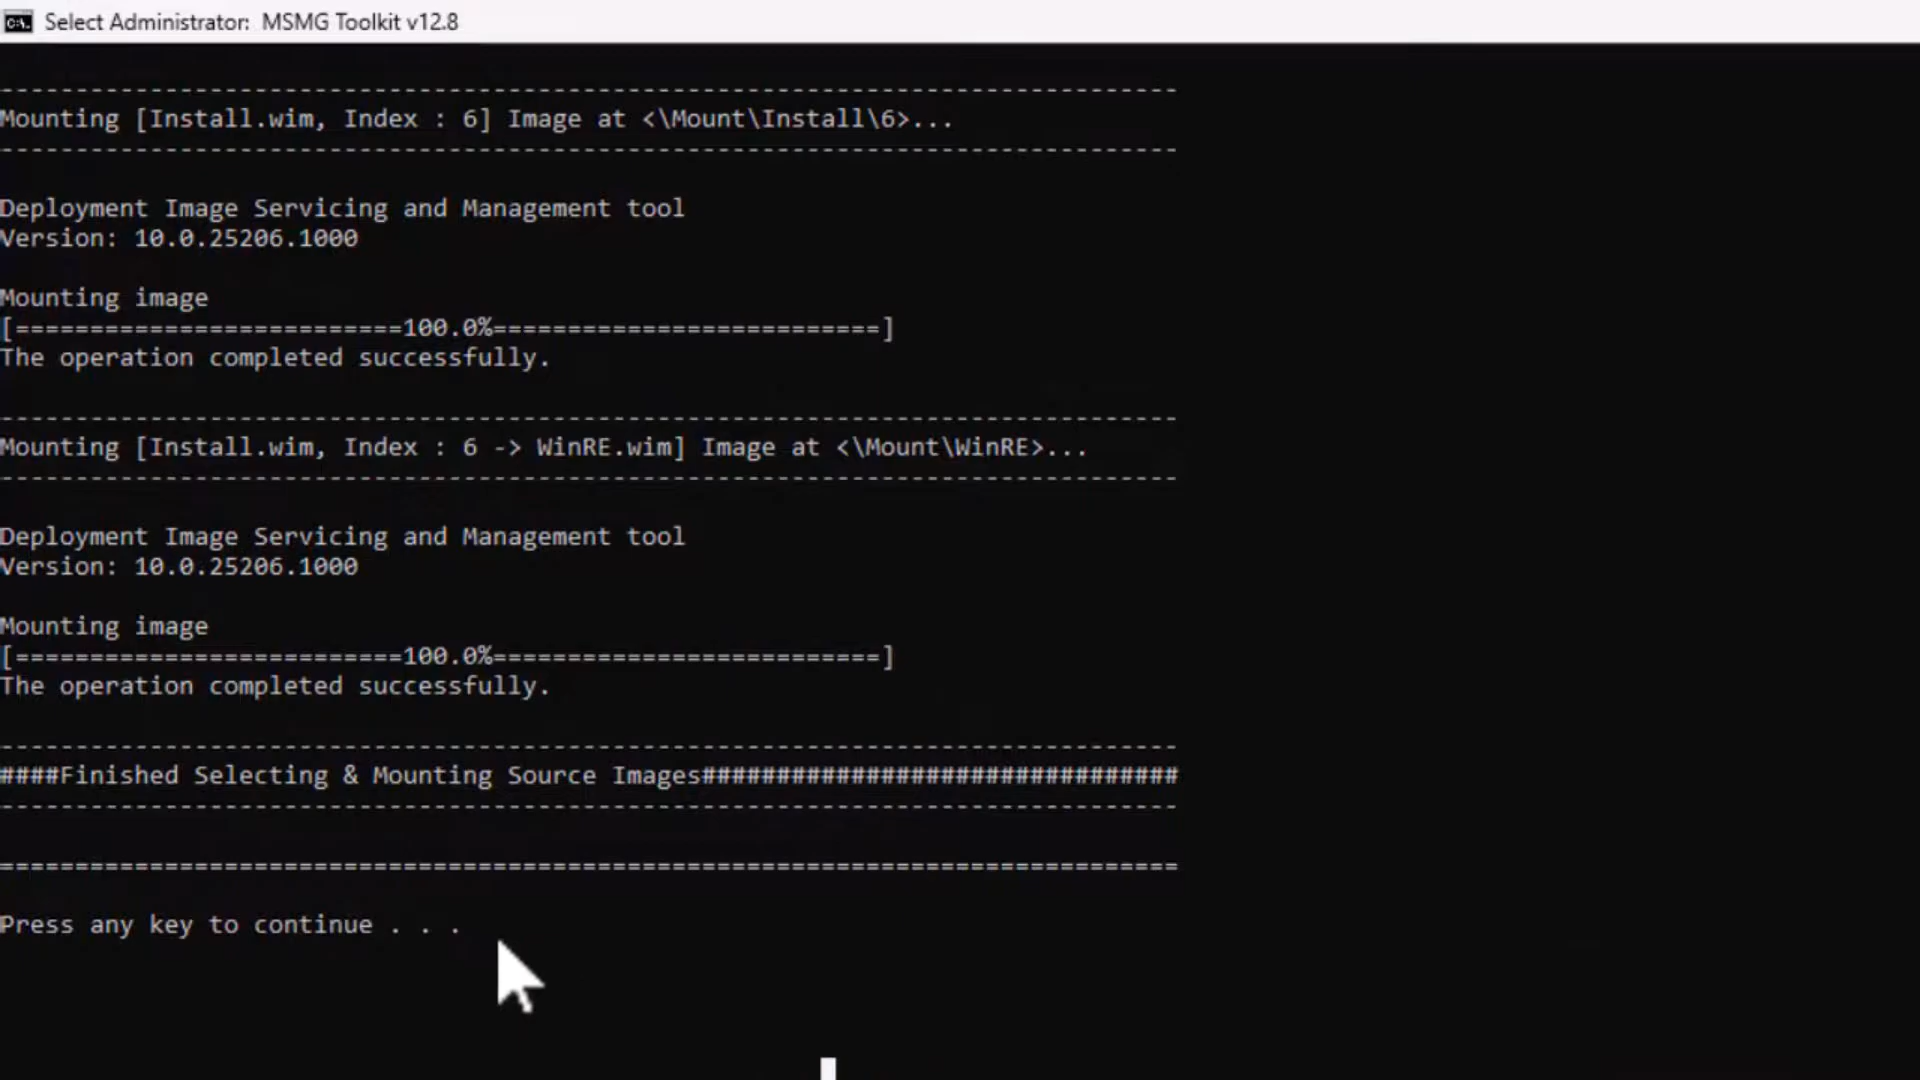 Select Administrator:  MSMG Toolkit v12.8
-------------------------------------------------------------------------------
Mounting [Install.wim, Index : 6] Image at <\Mount\Install\6>...
-------------------------------------------------------------------------------
Deployment Image Servicing and Management tool
Version: 10.0.25206.1000
Mounting image
[==========================100.0%==========================]
The operation completed successfully.
-------------------------------------------------------------------------------
Mounting [Install.wim, Index : 6 -> WinRE.wim] Image at <\Mount\WinRE>...
-------------------------------------------------------------------------------
Deployment Image Servicing and Management tool
Version: 10.0.25206.1000
Mounting image
[==========================100.0%==========================]
The operation completed successfully.
-------------------------------------------------------------------------------
####Finished Selecting & Mounting Source Images################################
-------------------------------------------------------------------------------
===============================================================================
Press any key to continue . . .